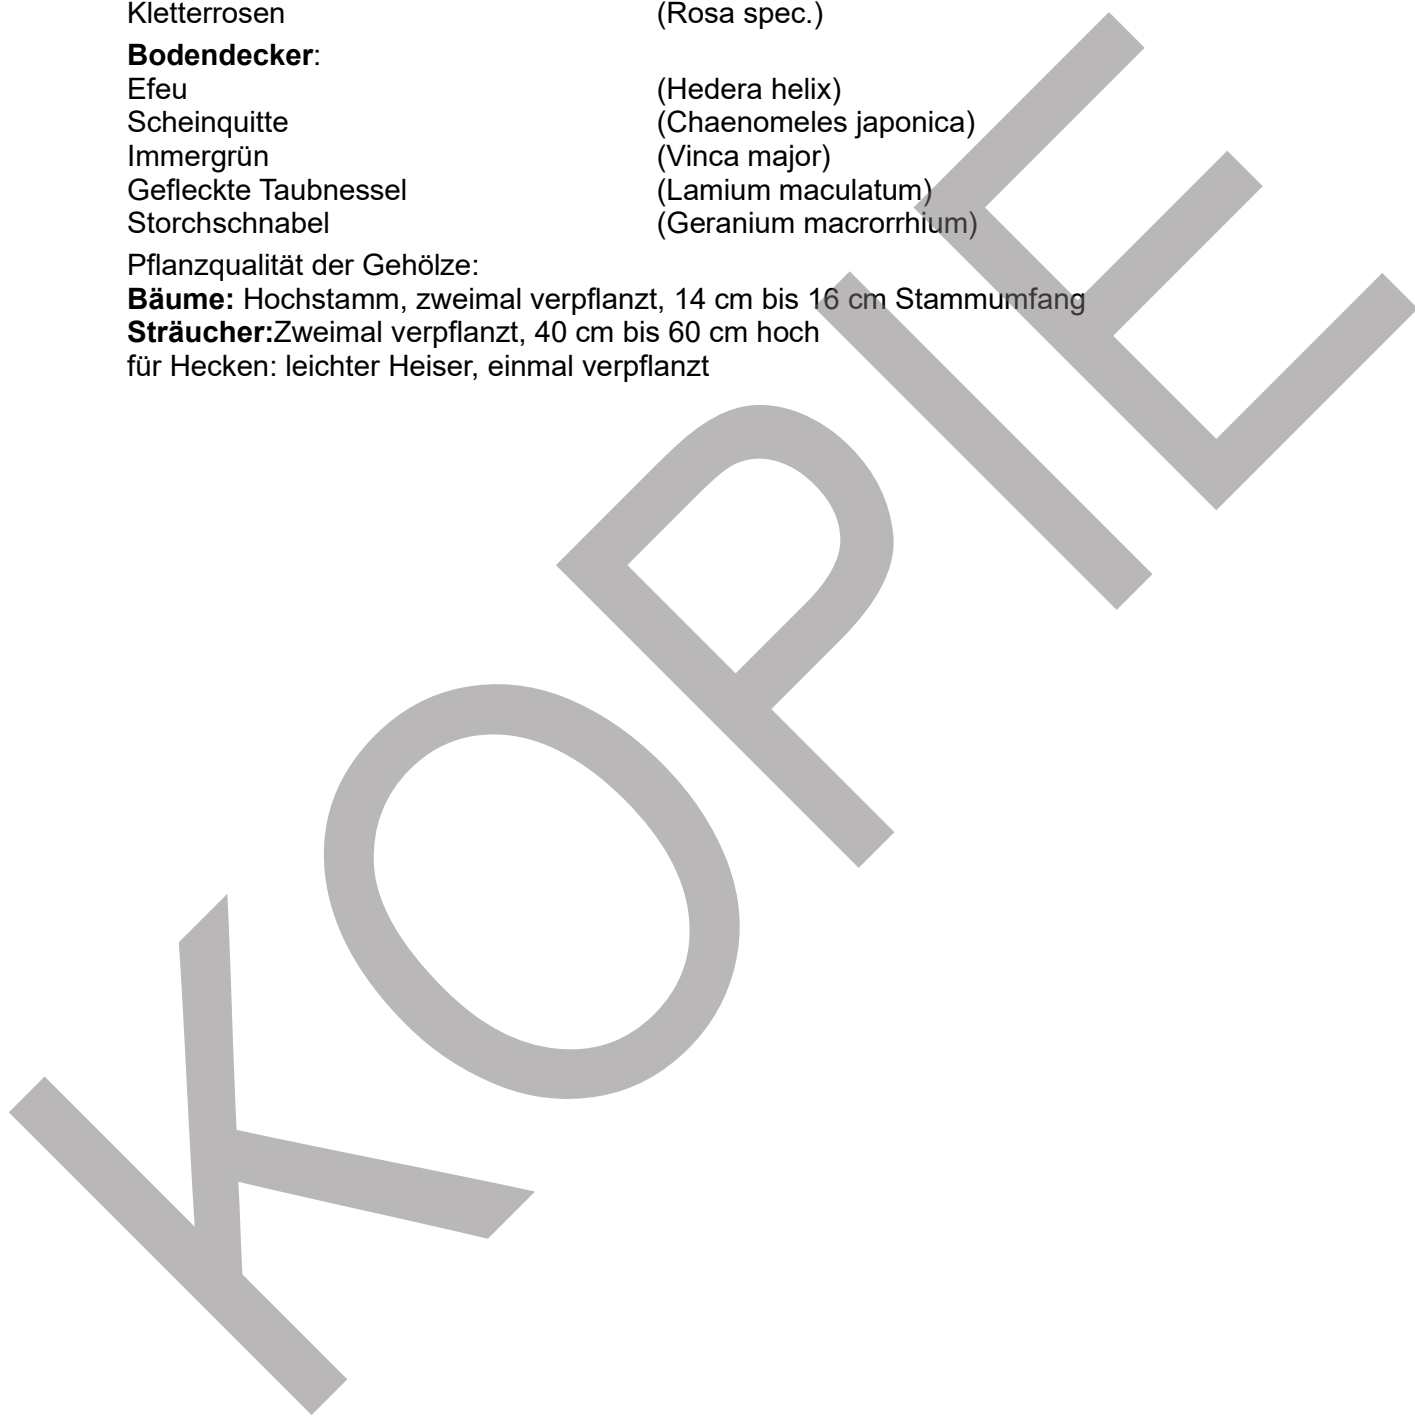 Kletterrosen (Rosa spec.)
Bodendecker:
Efeu (Hedera helix)
Scheinquitte (Chaenomeles japonica)
Immergrün (Vinca major)
Gefleckte Taubnessel (Lamium maculatum)
Storchschnabel (Geranium macrorrhium)
Pflanzqualität der Gehölze:
Bäume: Hochstamm, zweimal verpflanzt, 14 cm bis 16 cm Stammumfang
Sträucher:Zweimal verpflanzt, 40 cm bis 60 cm hoch
für Hecken: leichter Heiser, einmal verpflanzt
KOPIE